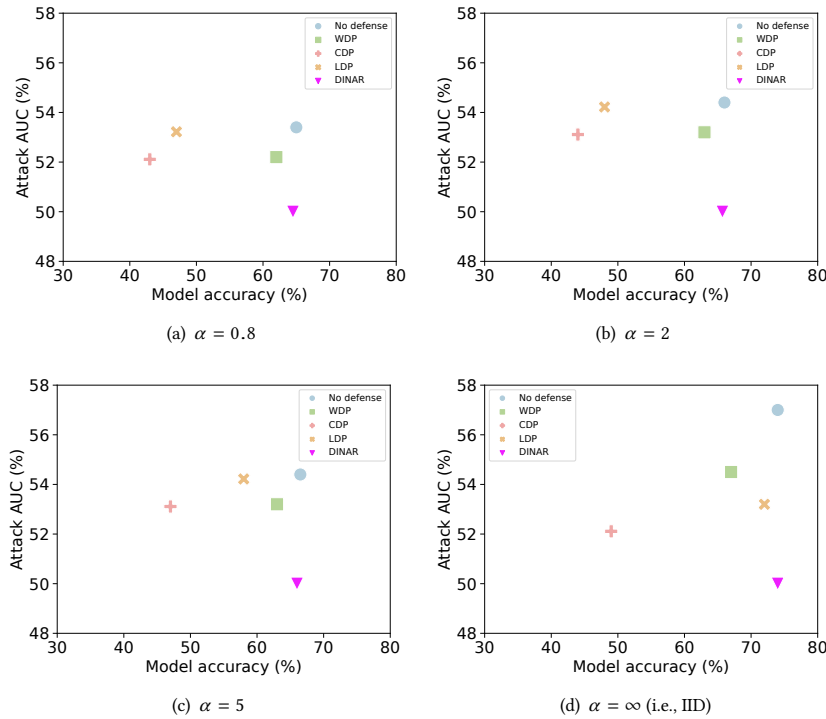 58
56
54
52
50
48
Attack AUC (%)
No defense
WDP
CDP
LDP
DINAR
30 40 50 60 70 80
Model accuracy (%)
(a) α = 0.8
58
56
54
52
50
48
Attack AUC (%)
No defense
WDP
CDP
LDP
DINAR
30 40 50 60 70 80
Model accuracy (%)
(b) α = 2
58
56
54
52
50
48
Attack AUC (%)
No defense
WDP
CDP
LDP
DINAR
30 40 50 60 70 80
Model accuracy (%)
(c) α = 5
58
56
54
52
50
48
Attack AUC (%)
No defense
WDP
CDP
LDP
DINAR
30 40 50 60 70 80
Model accuracy (%)
(d) α = ∞ (i.e., IID)